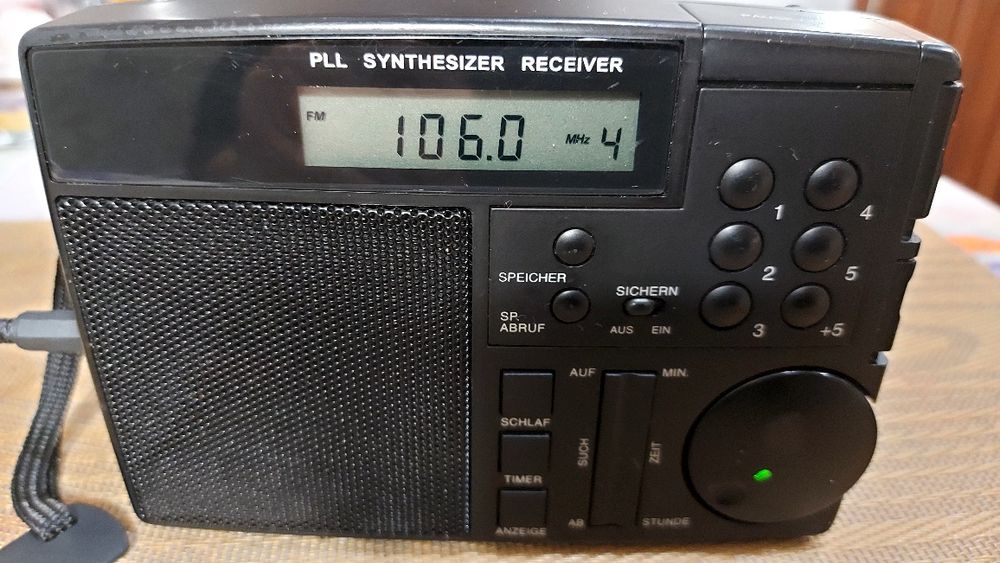 PLL SYNTHESIZER RECEIVER
FM 106.0 MHz 4
1 4
SPEICHER
2 5
SICHERN
SP.
ABRUF
AUS EIN
3 +5
AUF MIN.
SCHLAF
SUCH ZEIT
TIMER
AB STUNDE
ANZEIGE